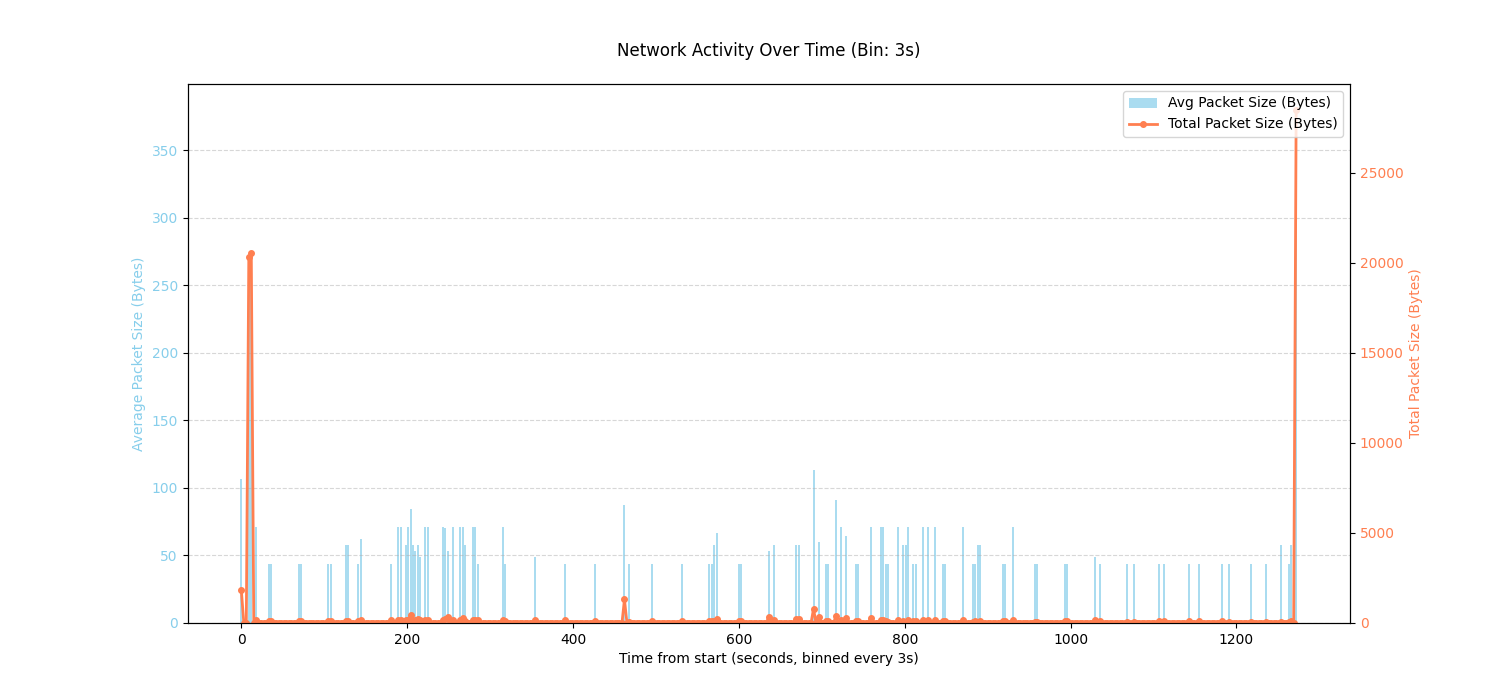 Network Activity Over Time (Bin: 3s)
Avg Packet Size (Bytes)
Total Packet Size (Bytes)
350
300
250
200
150
100
50
0
Average Packet Size (Bytes)
25000
20000
15000
10000
5000
0
Total Packet Size (Bytes)
0 200 400 600 800 1000 1200
Time from start (seconds, binned every 3s)